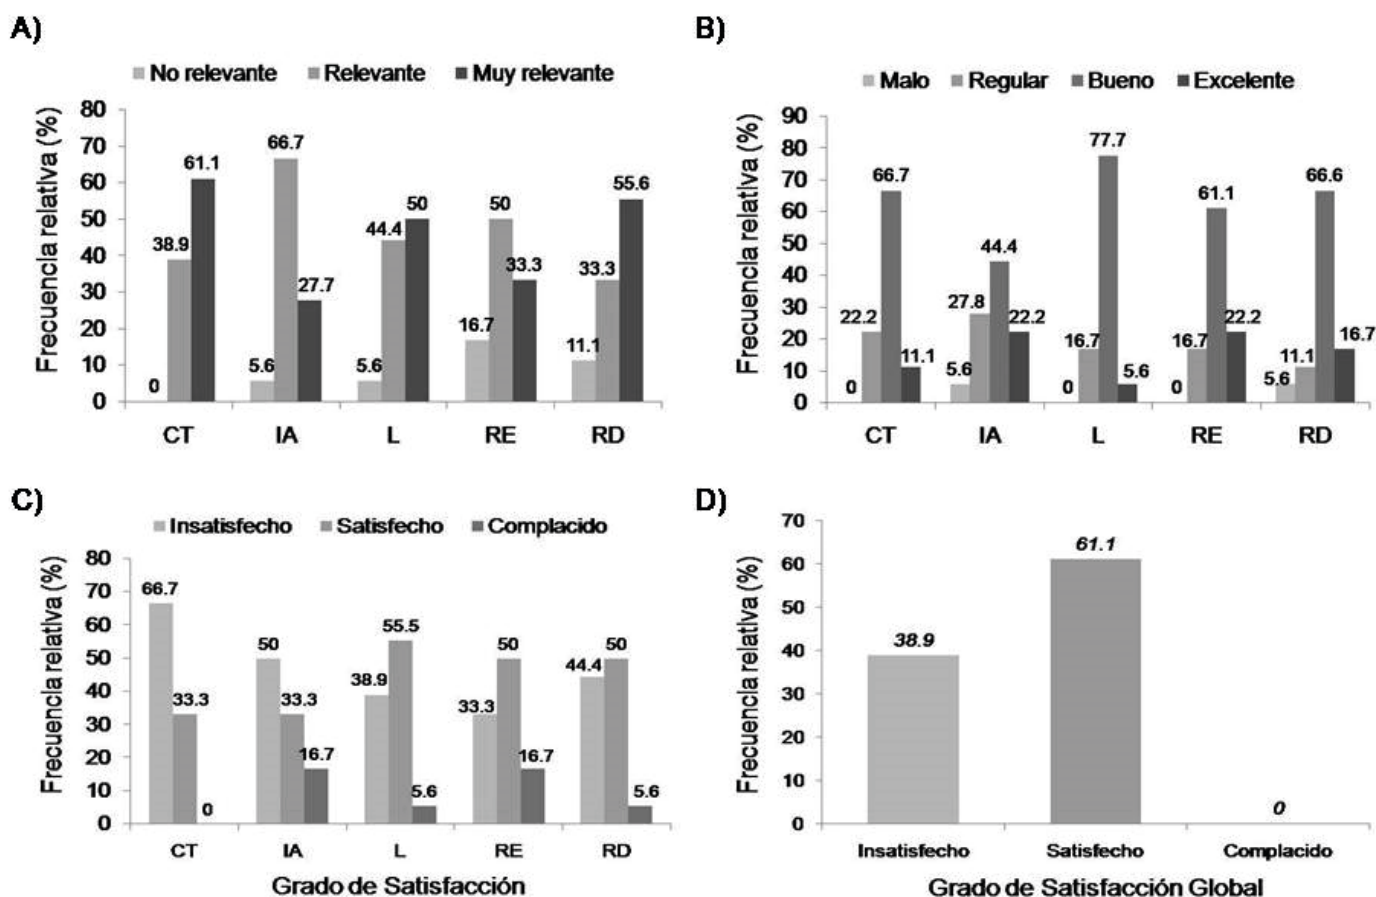 A)
No relevante Relevante Muy relevante
Frecuencia relativa (%)
80
70
60
50
40
30
20
10
0
0 38.9 61.1
5.6 66.7 27.7
5.6 44.4 50
16.7 50 33.3
11.1 33.3 55.6
CT IA L RE RD
B)
Malo Regular Bueno Excelente
Frecuencia relativa (%)
90
80
70
60
50
40
30
20
10
0
0 22.2 66.7 11.1
5.6 27.8 44.4 22.2
0 16.7 77.7 5.6
0 16.7 61.1 22.2
5.6 11.1 66.6 16.7
CT IA L RE RD
C)
Insatisfecho Satisfecho Complacido
Frecuencia relativa (%)
80
70
60
50
40
30
20
10
0
66.7 33.3 0
50 33.3 16.7
38.9 55.5 5.6
33.3 50 16.7
44.4 50 5.6
CT IA L RE RD
Grado de Satisfacción
D)
Frecuencia relativa (%)
70
60
50
40
30
20
10
0
38.9 61.1 0
Insatisfecho Satisfecho Complacido
Grado de Satisfacción Global